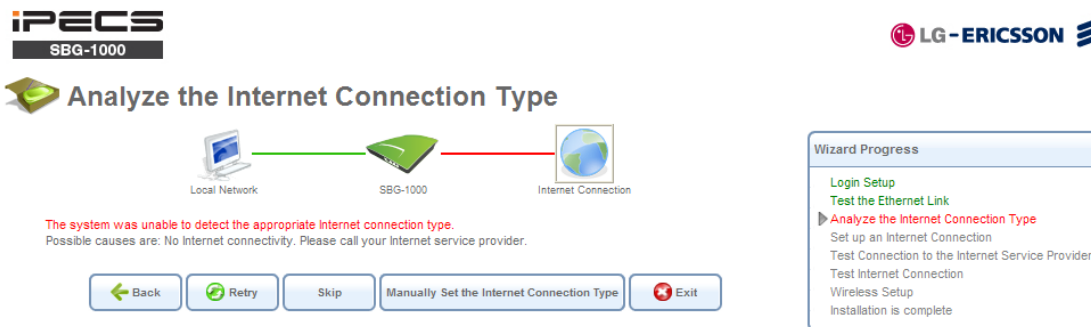 iPECS
SBG-1000
LG-ERICSSON
Analyze the Internet Connection Type
Local Network
SBG-1000
Internet Connection
The system was unable to detect the appropriate Internet connection type.
Possible causes are: No Internet connectivity. Please call your Internet service provider.
Back
Retry
Skip
Manually Set the Internet Connection Type
Exit
Wizard Progress
Login Setup
Test the Ethernet Link
Analyze the Internet Connection Type
Set up an Internet Connection
Test Connection to the Internet Service Provider
Test Internet Connection
Wireless Setup
Installation is complete